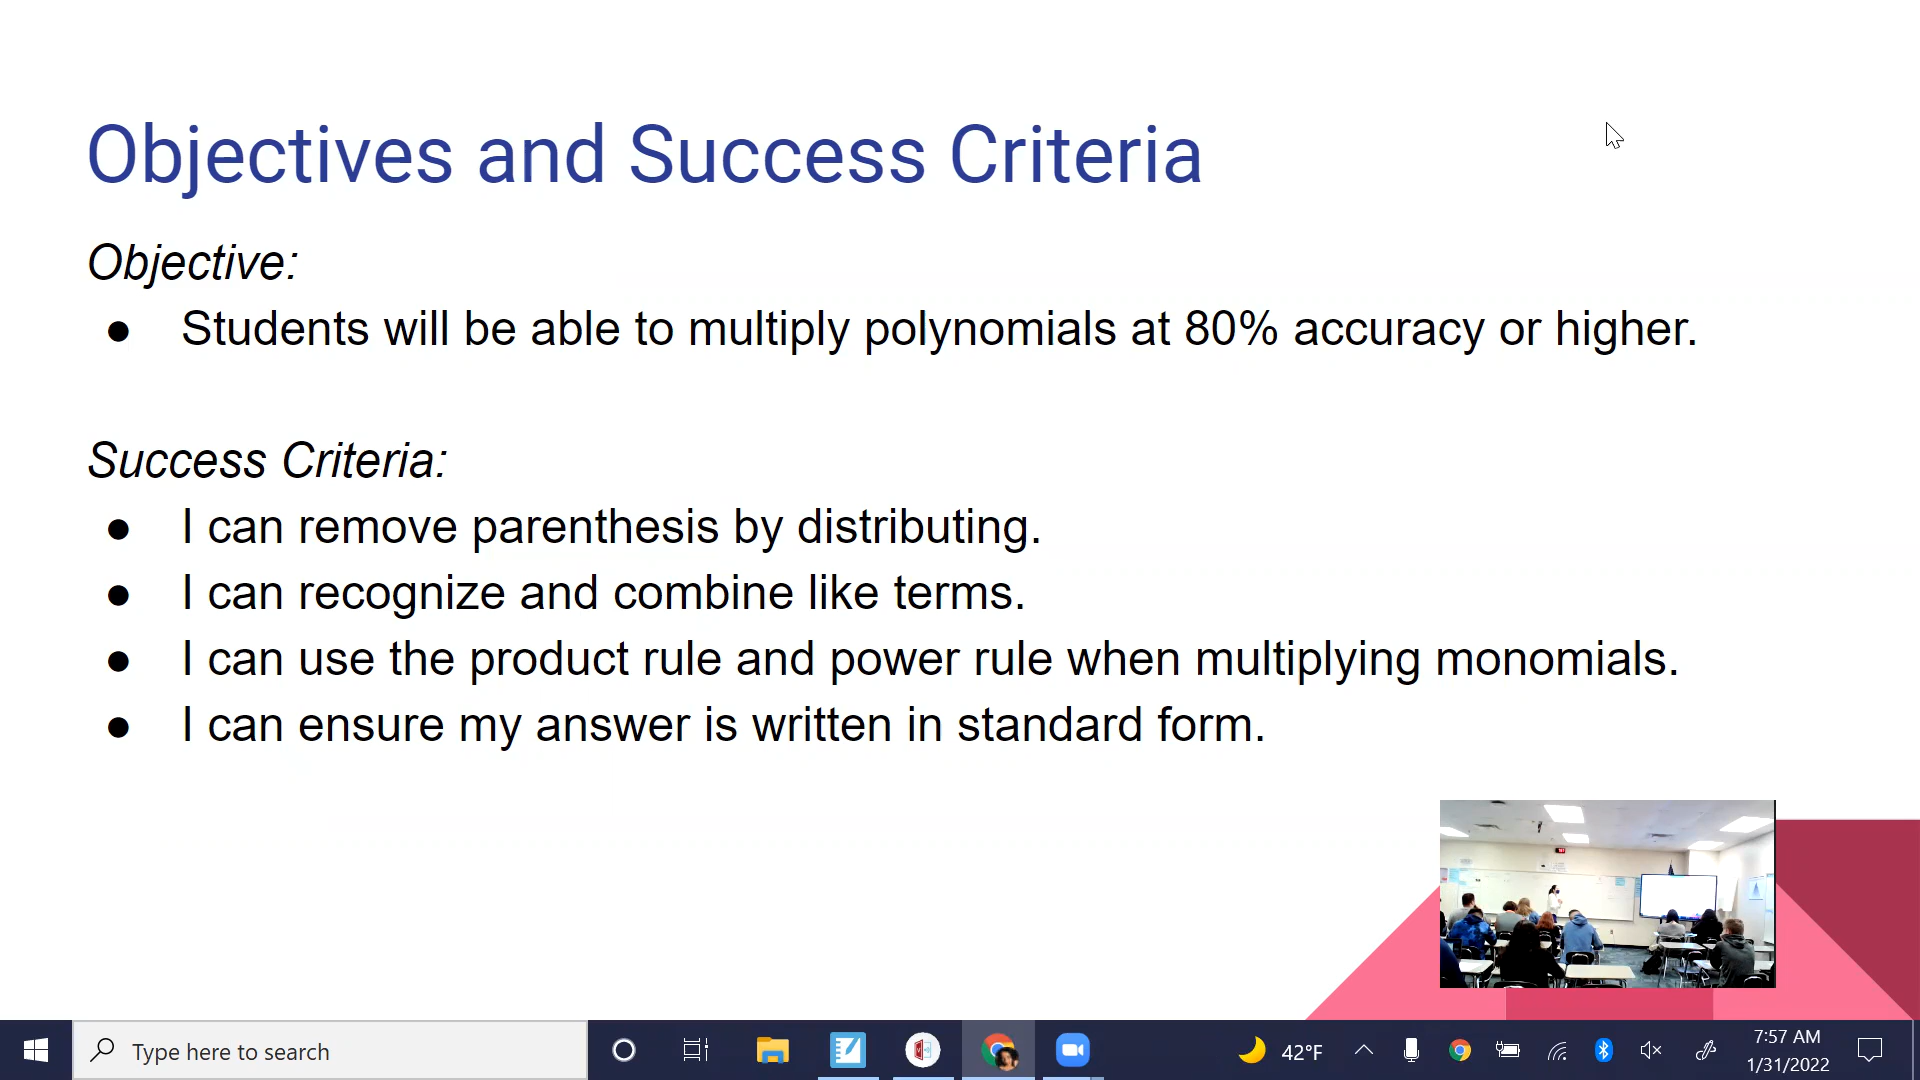 Objectives and Success Criteria
Objective:
● Students will be able to multiply polynomials at 80% accuracy or higher.
Success Criteria:
● I can remove parenthesis by distributing.
● I can recognize and combine like terms.
● I can use the product rule and power rule when multiplying monomials.
● I can ensure my answer is written in standard form.
Type here to search
42°F
7:57 AM
1/31/2022